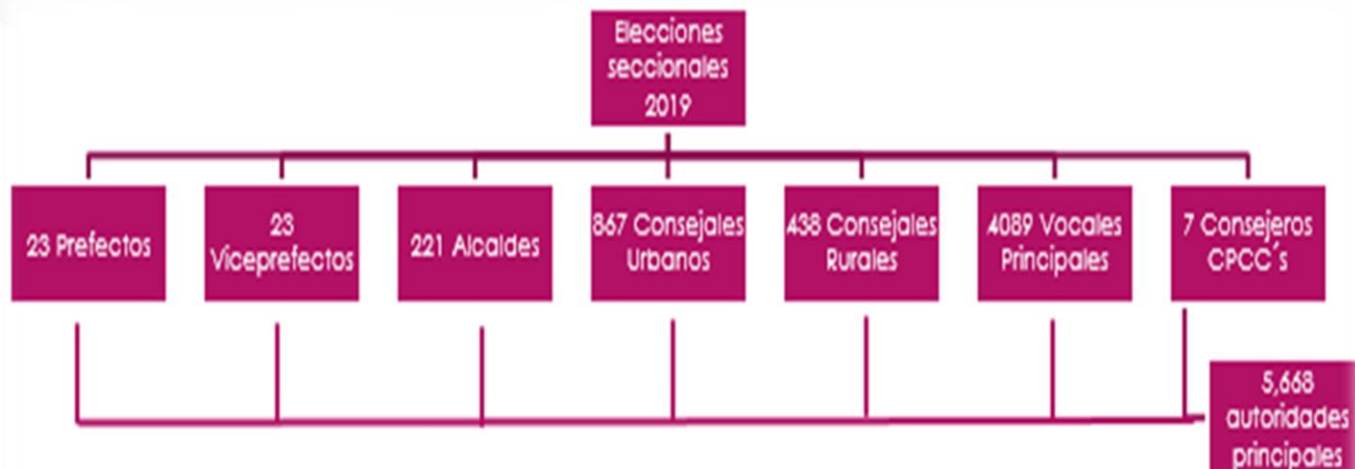 Elecciones
seccionales
2019
23 Prefectos
23
Viceprefectos
221 Alcaldes
867 Consejales
Urbanos
438 Consejales
Rurales
4089 Vocales
Principales
7 Consejeros
CPCC´s
5,668
autoridades
principales